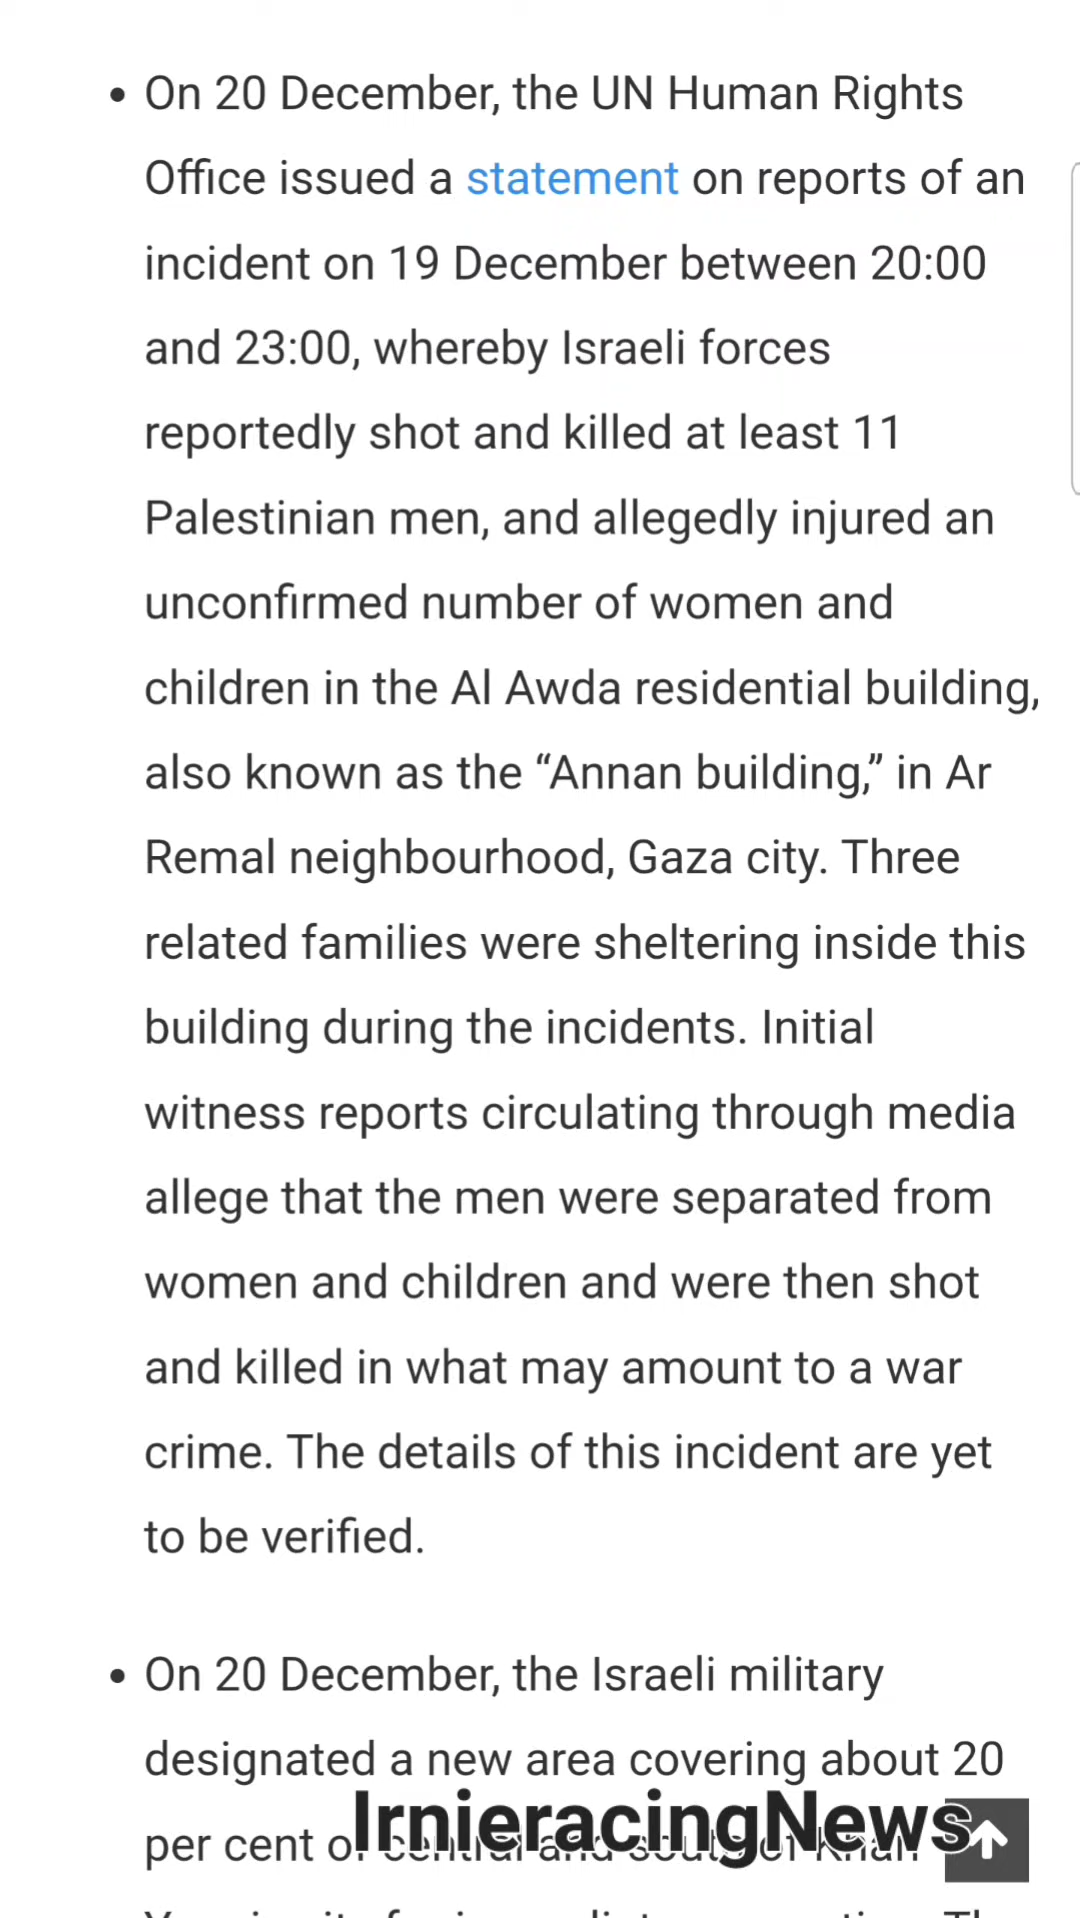 • On 20 December, the UN Human Rights
Office issued a statement on reports of an
incident on 19 December between 20:00
and 23:00, whereby Israeli forces
reportedly shot and killed at least 11
Palestinian men, and allegedly injured an
unconfirmed number of women and
children in the Al Awda residential building,
also known as the “Annan building,” in Ar
Remal neighbourhood, Gaza city. Three
related families were sheltering inside this
building during the incidents. Initial
witness reports circulating through media
allege that the men were separated from
women and children and were then shot
and killed in what may amount to a war
crime. The details of this incident are yet
to be verified.
• On 20 December, the Israeli military
designated a new area covering about 20
per cent of central and south of Khan
IrnieracingNews